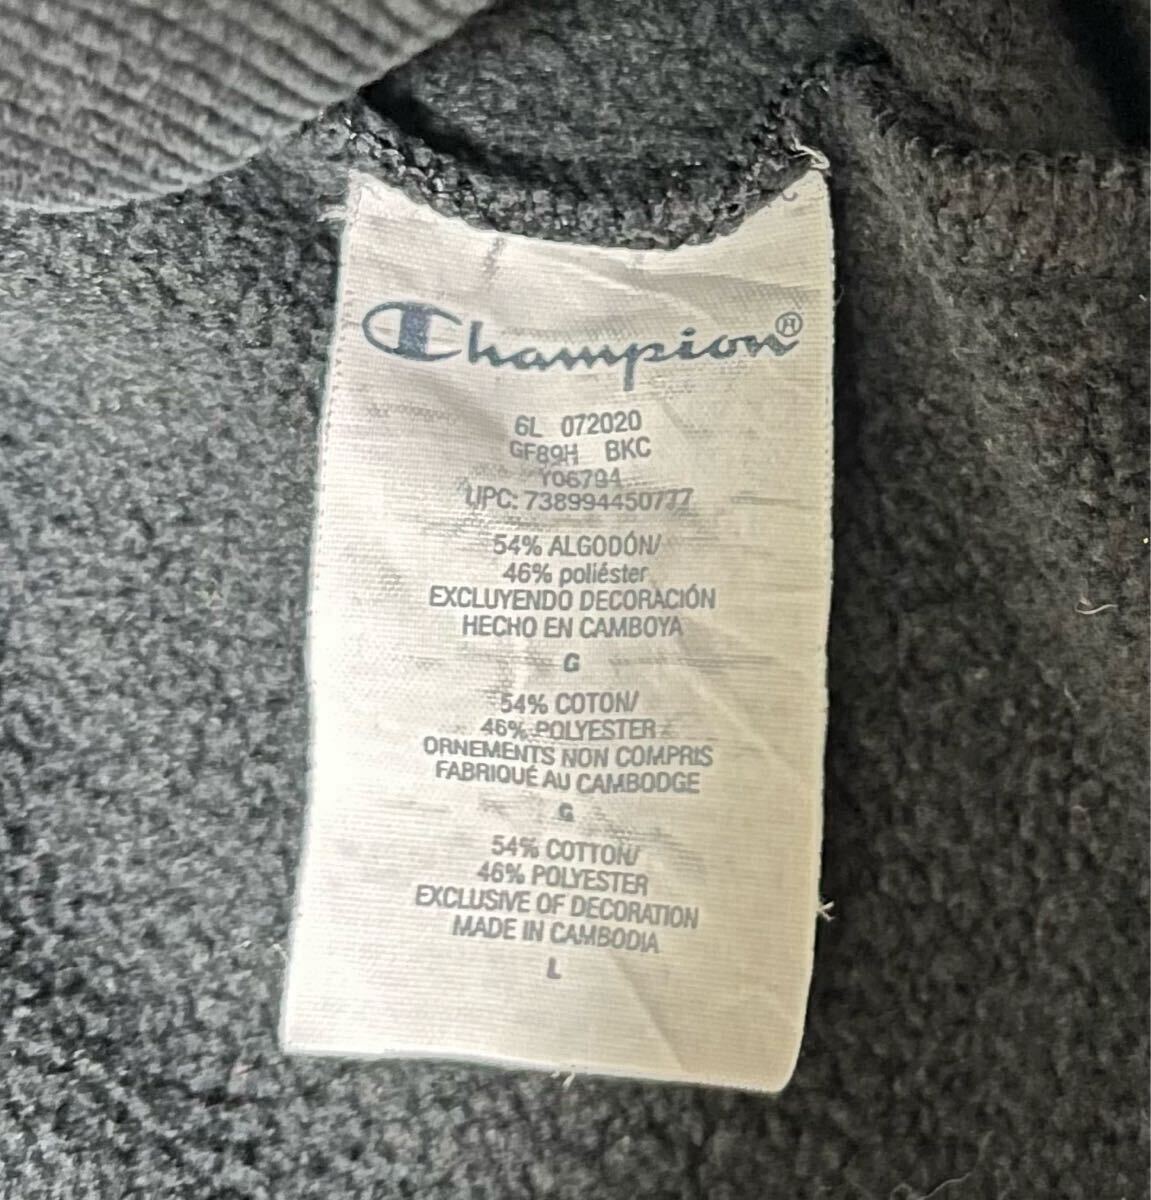 Champion®
6L 072020
GF89H BKC
Y06794
UPC: 738994450777
54% ALGODÓN/
46% poliéster
EXCLUYENDO DECORACIÓN
HECHO EN CAMBOYA
G
54% COTON/
46% POLYESTER
ORNEMENTS NON COMPRIS
FABRIQUÉ AU CAMBODGE
G
54% COTTON/
46% POLYESTER
EXCLUSIVE OF DECORATION
MADE IN CAMBODIA
L